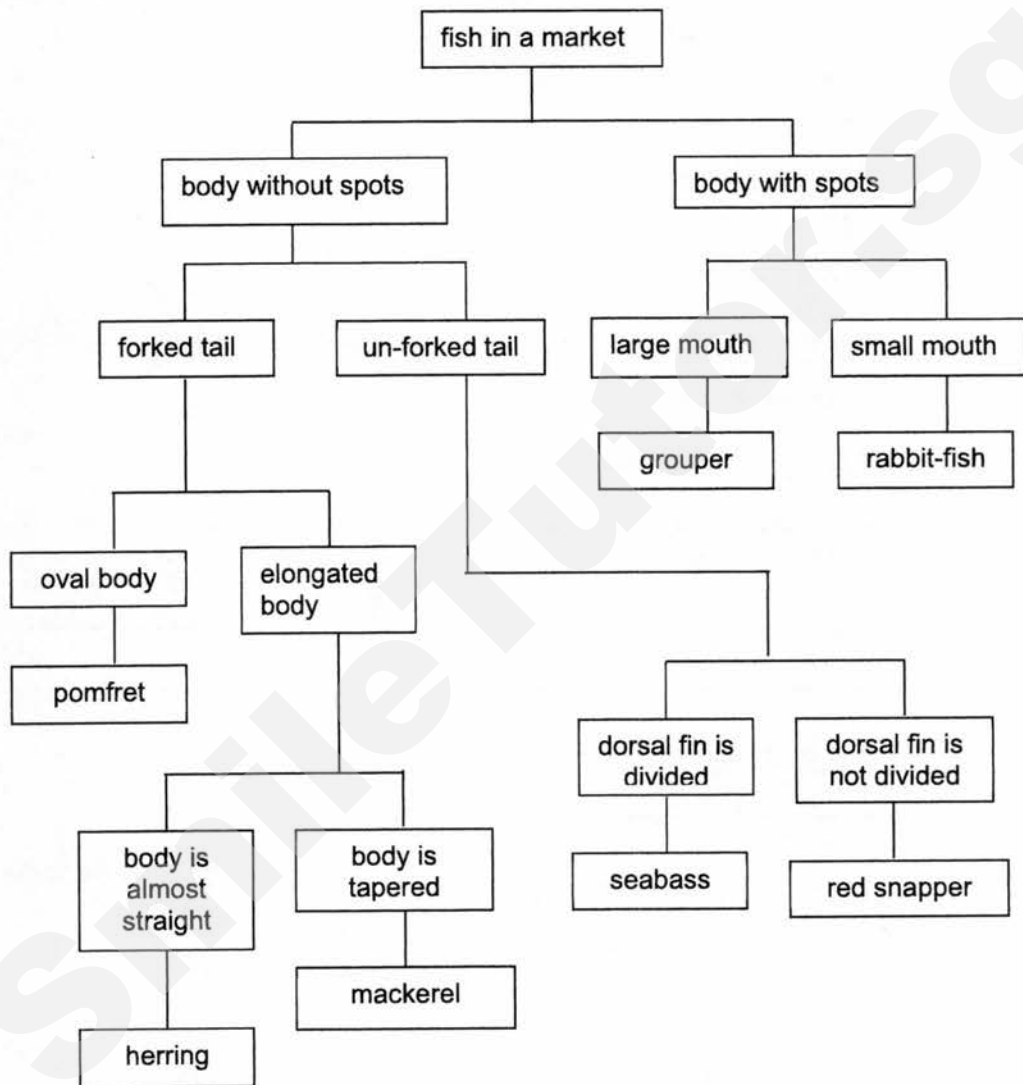 fish in a market
body without spots
body with spots
forked tail
un-forked tail
large mouth
small mouth
grouper
rabbit-fish
oval body
elongated
body
pomfret
dorsal fin is
divided
dorsal fin is
not divided
body is
almost
straight
body is
tapered
seabass
red snapper
mackerel
herring
SmileTutor.sg